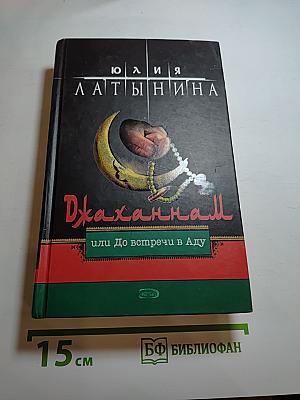 ЮЛИЯ
ЛАТЫНИНА
Джаханнам
или До встречи в Аду
15 см
БФ БИБЛИОФАН